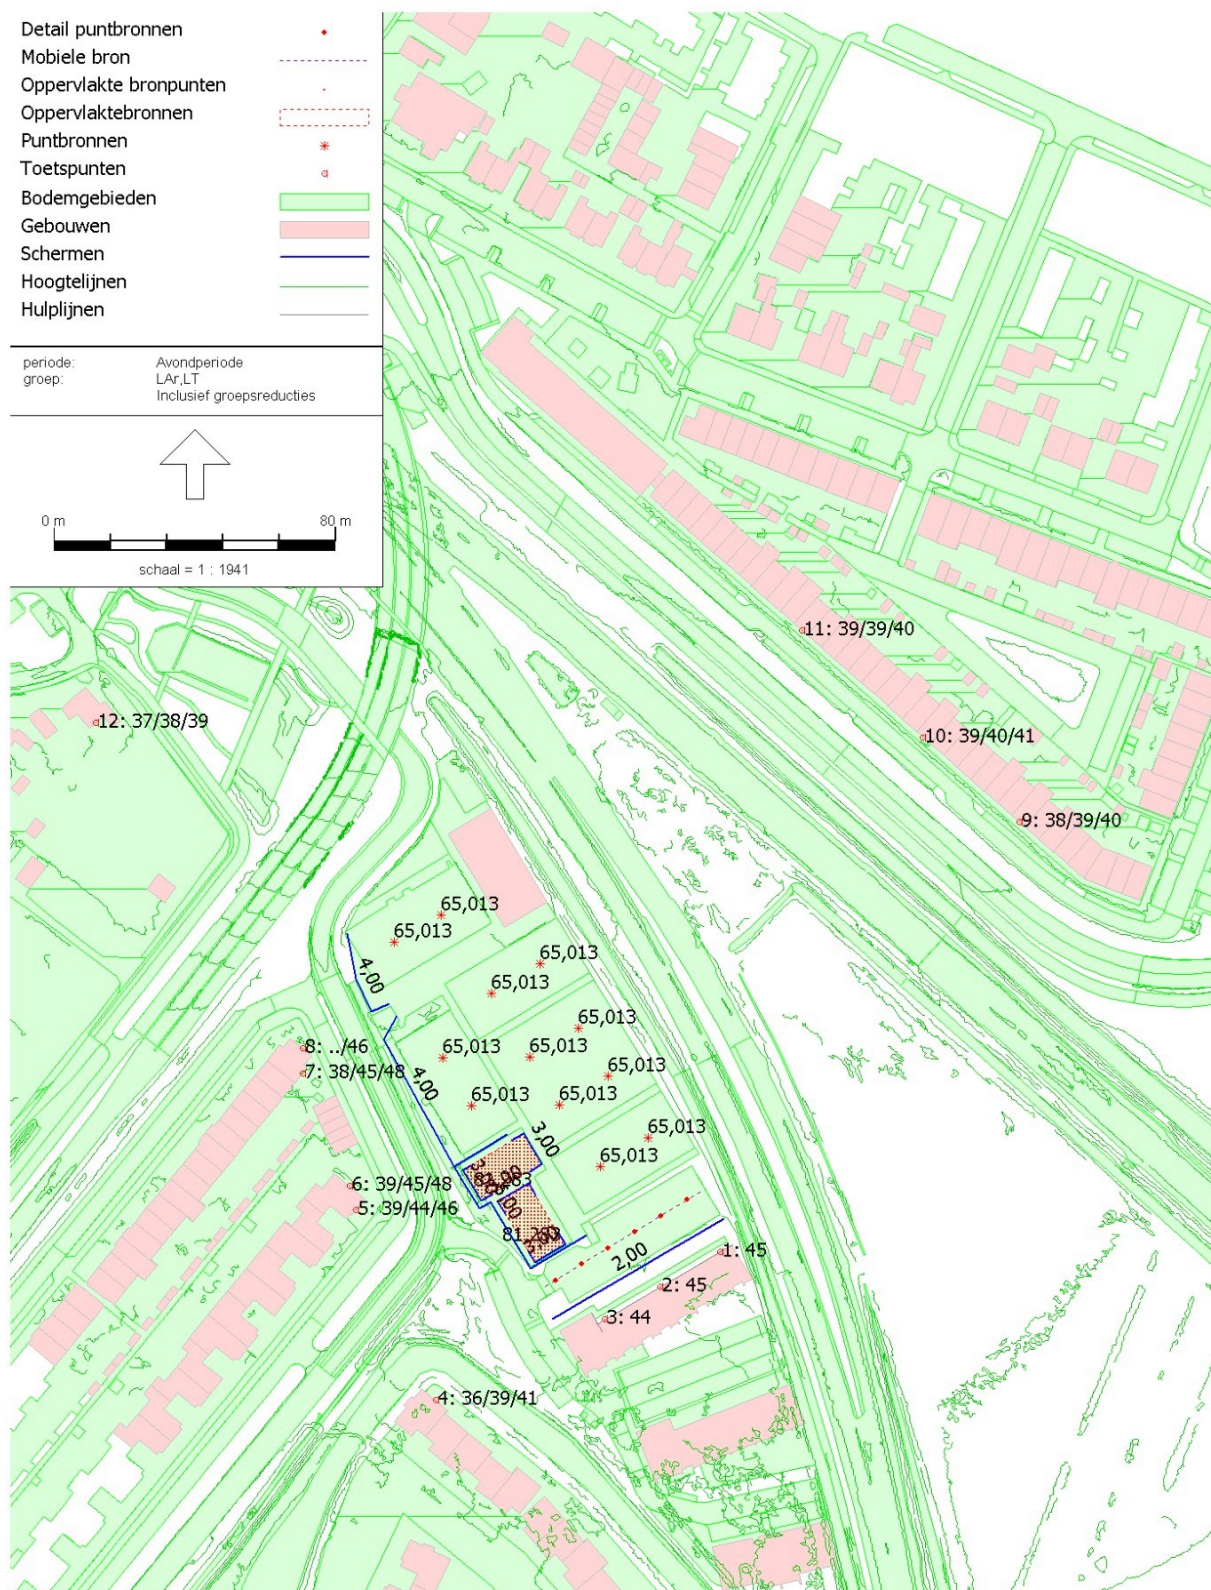 Detail puntbronnen
Mobiele bron
Oppervlakte bronpunten
Oppervlaktebronnen
Puntbronnen
Toetspunten
Bodemgebieden
Gebouwen
Schermen
Hoogtelijnen
Hulplijnen
periode: Avondperiode
groep: LAr,LT
Inclusief groepsreducties
0 m 80 m
schaal = 1 : 1941
11: 39/39/40
12: 37/38/39
10: 39/40/41
9: 38/39/40
65,013
65,013
65,013
4,00
65,013
65,013
8: ../46
65,013
65,013
7: 38/45/48
4,00
65,013
65,013
65,013
3,00
65,013
65,013
6: 39/45/48
5: 39/44/46
2,00
1: 45
2: 45
3: 44
4: 36/39/41